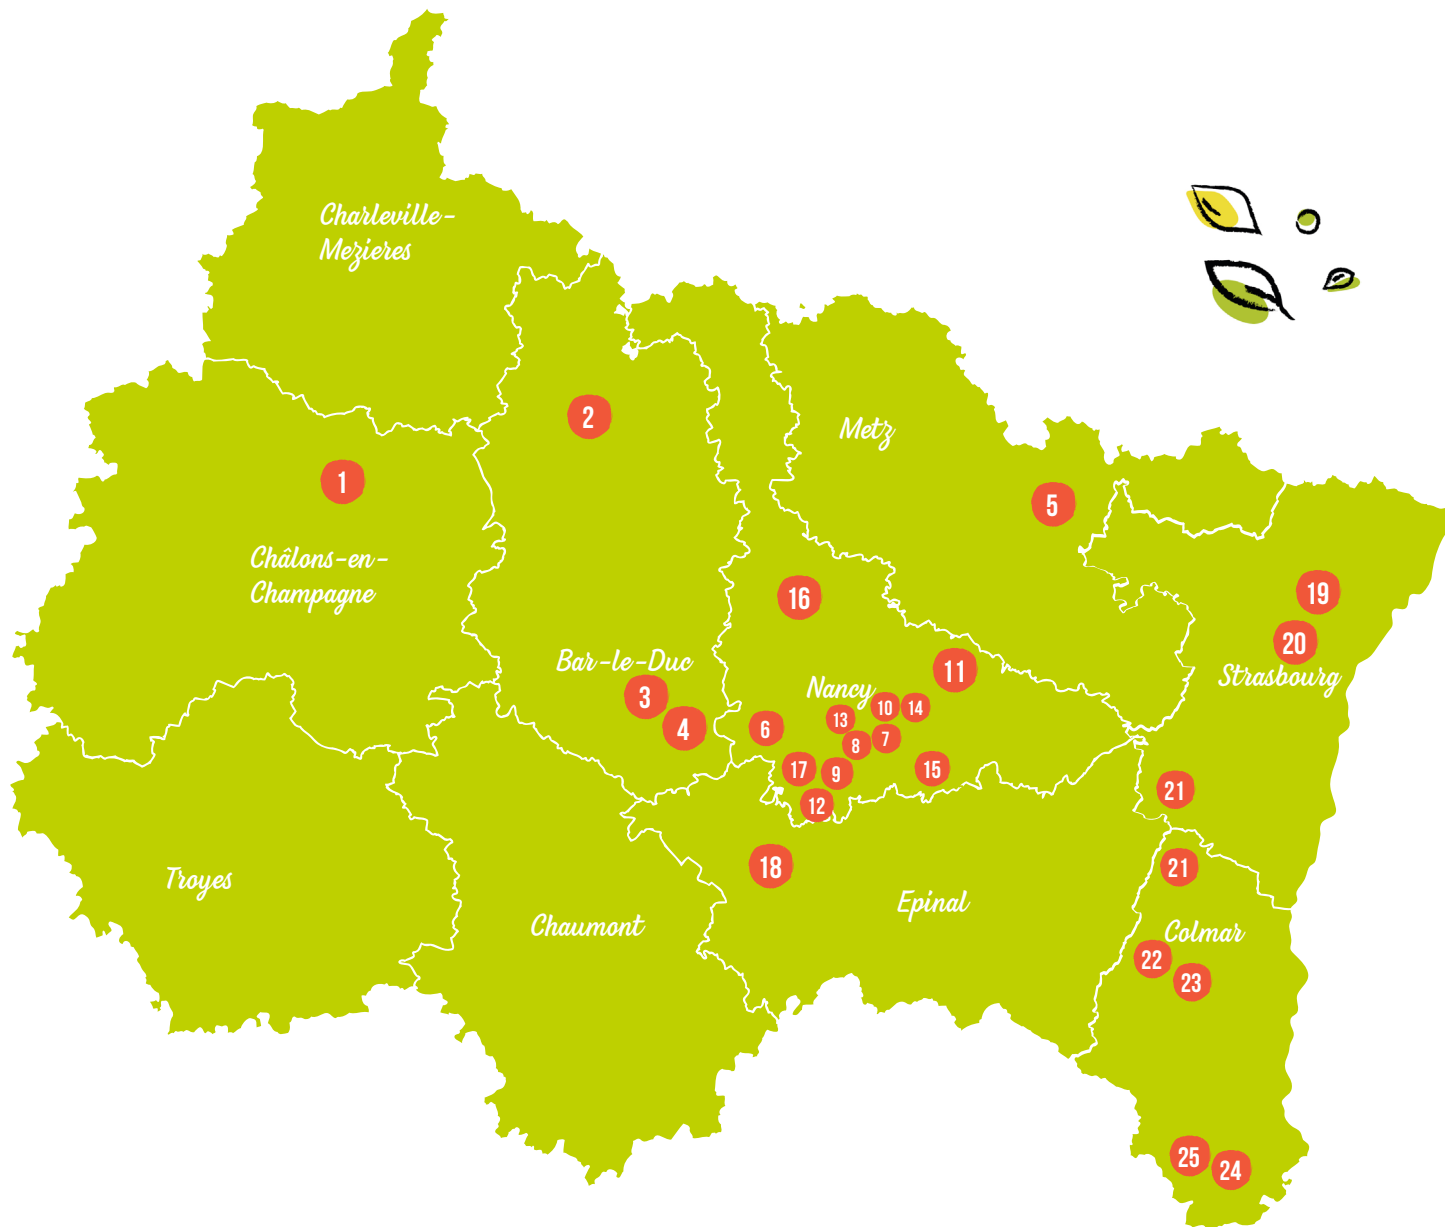 Charleville-
Mezieres
2
Metz
1
5
Châlons-en-
Champagne
16
19
20
Bar-le-Duc
11
Strasbourg
Nancy
3
10
14
13
4
6
7
8
17
9
15
21
12
18
21
Troyes
Epinal
Chaumont
Colmar
22
23
25
24